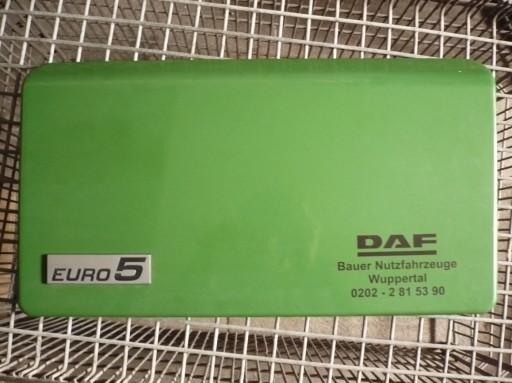 EURO 5
DAF
Bauer Nutzfahrzeuge
Wuppertal
0202 - 2 81 53 90